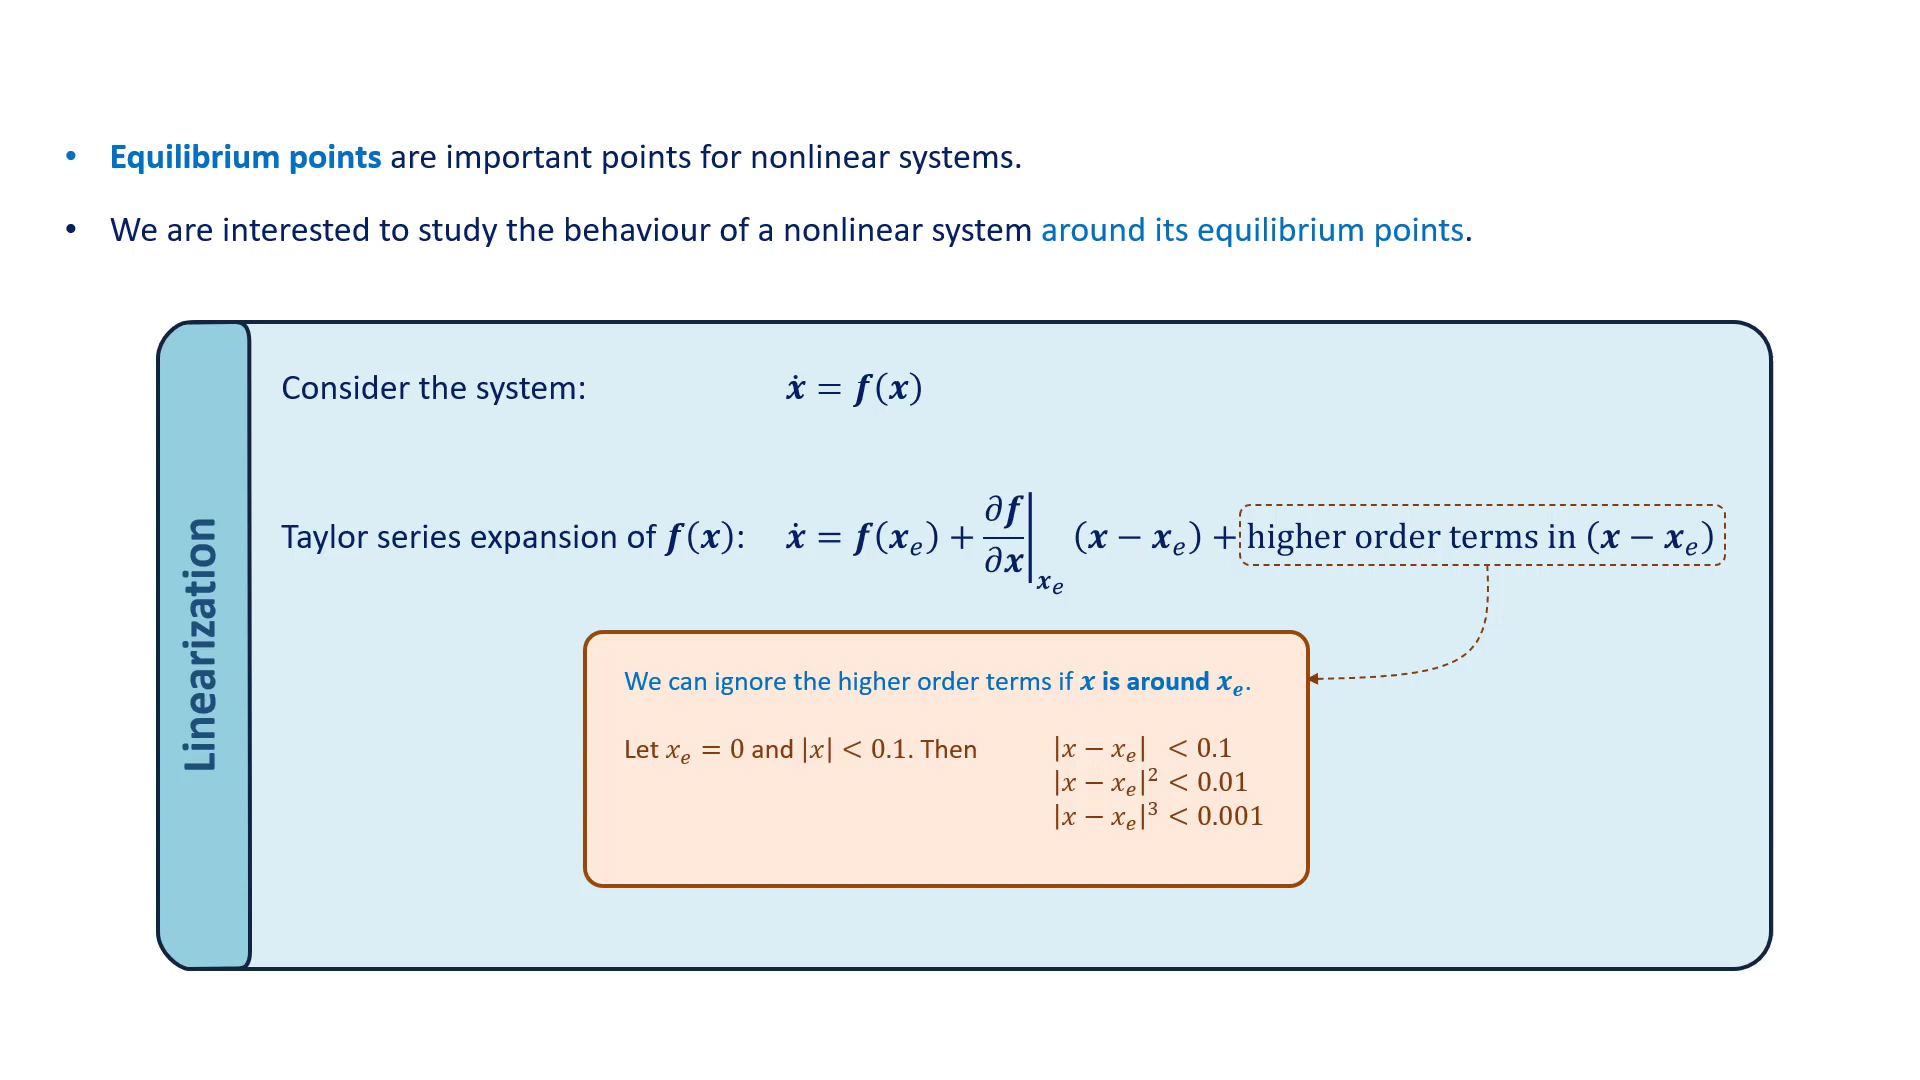 • Equilibrium points are important points for nonlinear systems.
• We are interested to study the behaviour of a nonlinear system around its equilibrium points.
Linearization
Consider the system: ẋ = f(x)
Taylor series expansion of f(x): ẋ = f(xₑ) + ∂f/∂x|ₓₑ (x − xₑ) + higher order terms in (x − xₑ)
We can ignore the higher order terms if x is around xₑ.
Let xₑ = 0 and |x| < 0.1. Then |x − xₑ| < 0.1
|x − xₑ|² < 0.01
|x − xₑ|³ < 0.001